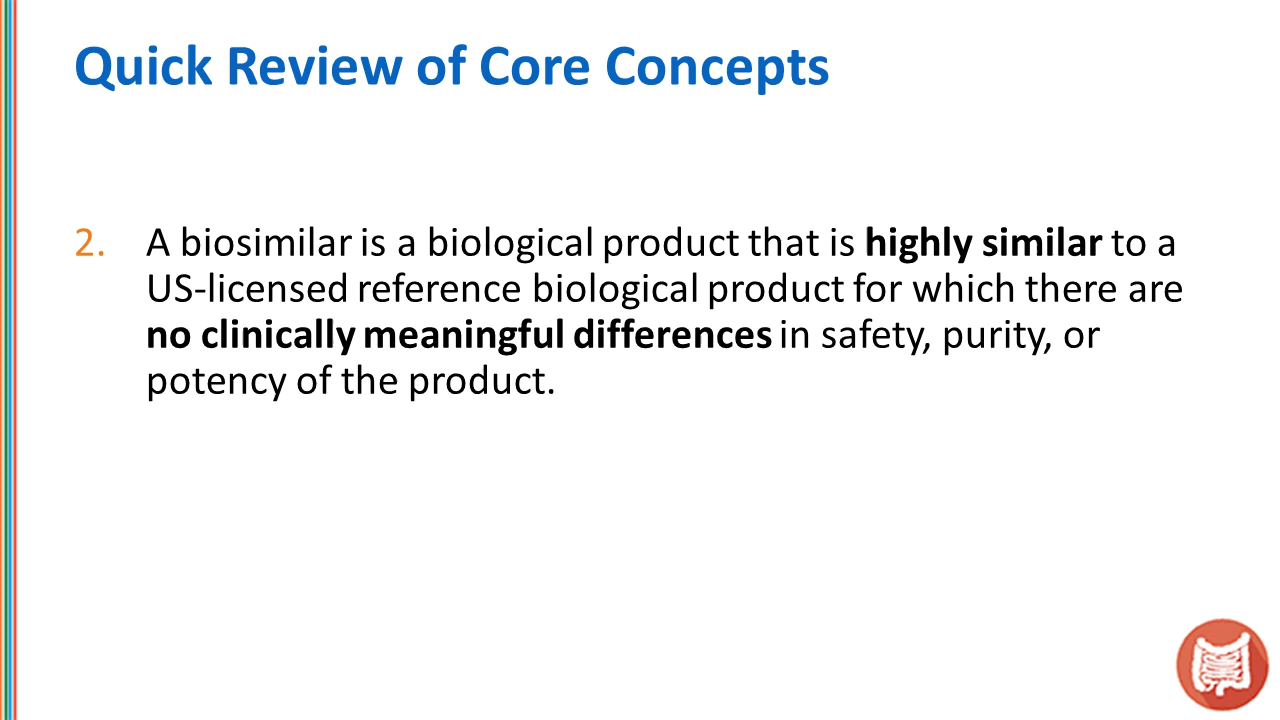 Quick Review of Core Concepts
2. A biosimilar is a biological product that is highly similar to a
US-licensed reference biological product for which there are
no clinically meaningful differences in safety, purity, or
potency of the product.